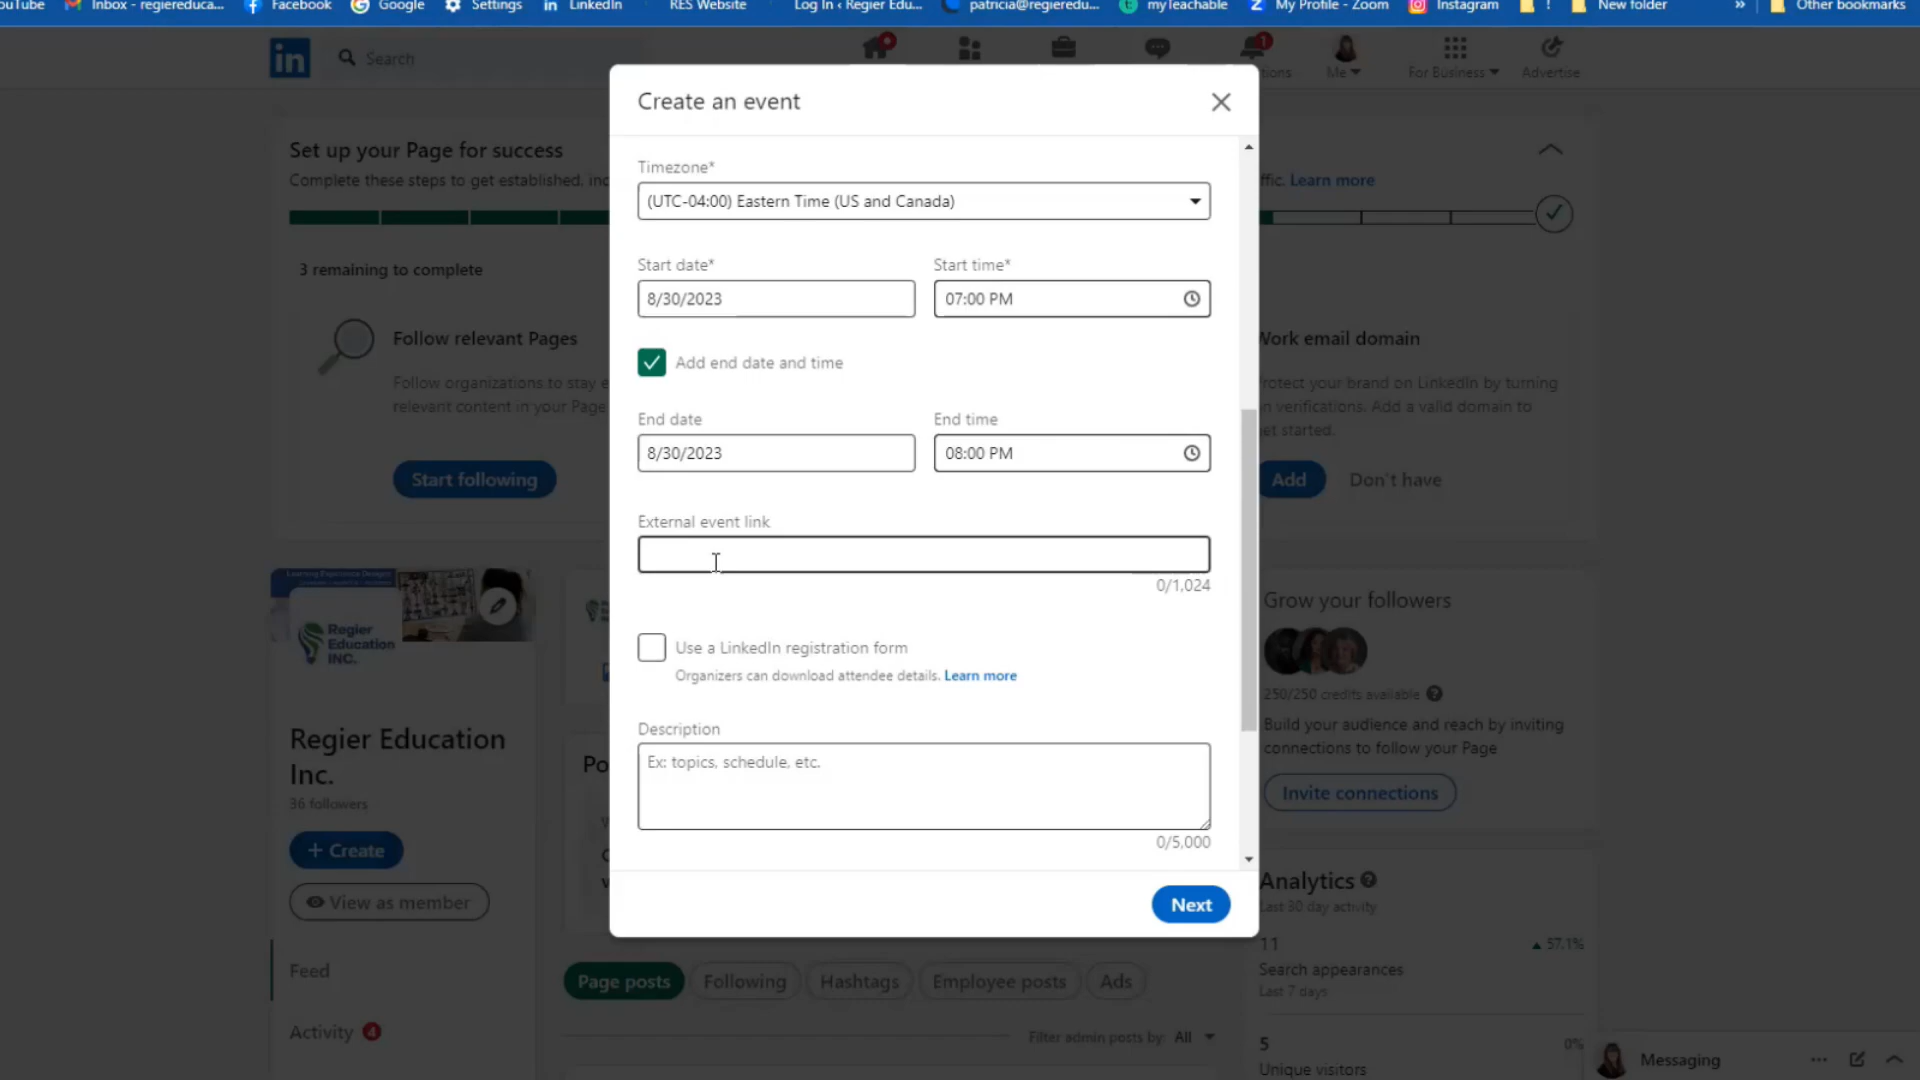 Inbox - regiereduca...
Facebook
Google
Settings
in LinkedIn
RES Website
Log In ‹ Regier Edu...
patricia@regieredu...
myTeachable
My Profile - Zoom
Instagram
!
New folder
»
Other bookmarks
in
Search
1
Me
For Business
Advertise
Create an event
Set up your Page for success
Complete these steps to get established,
Learn more
3 remaining to complete
Timezone*
(UTC-04:00) Eastern Time (US and Canada)
Start date*
Start time*
8/30/2023
07:00 PM
Add end date and time
End date
End time
8/30/2023
08:00 PM
External event link
0/1,024
Use a LinkedIn registration form
Organizers can download attendee details. Learn more
Description
Ex: topics, schedule, etc.
0/5,000
Next
Follow relevant Pages
Follow organizations to stay
relevant content in your Page
Start following
Work email domain
Protect your brand on LinkedIn by turning
on verifications. Add a valid domain to
get started.
Add
Don't have
Regier
Education
INC.
Regier Education
Inc.
36 followers
+ Create
View as member
Feed
Activity 4
Page posts
Following
Hashtags
Employee posts
Ads
Filter admin posts by: All
Grow your followers
250/250 credits available
Build your audience and reach by inviting
connections to follow your Page
Invite connections
Analytics
Last 30 day activity
11
57.1%
Search appearances
Last 7 days
5
0%
Unique visitors
Messaging